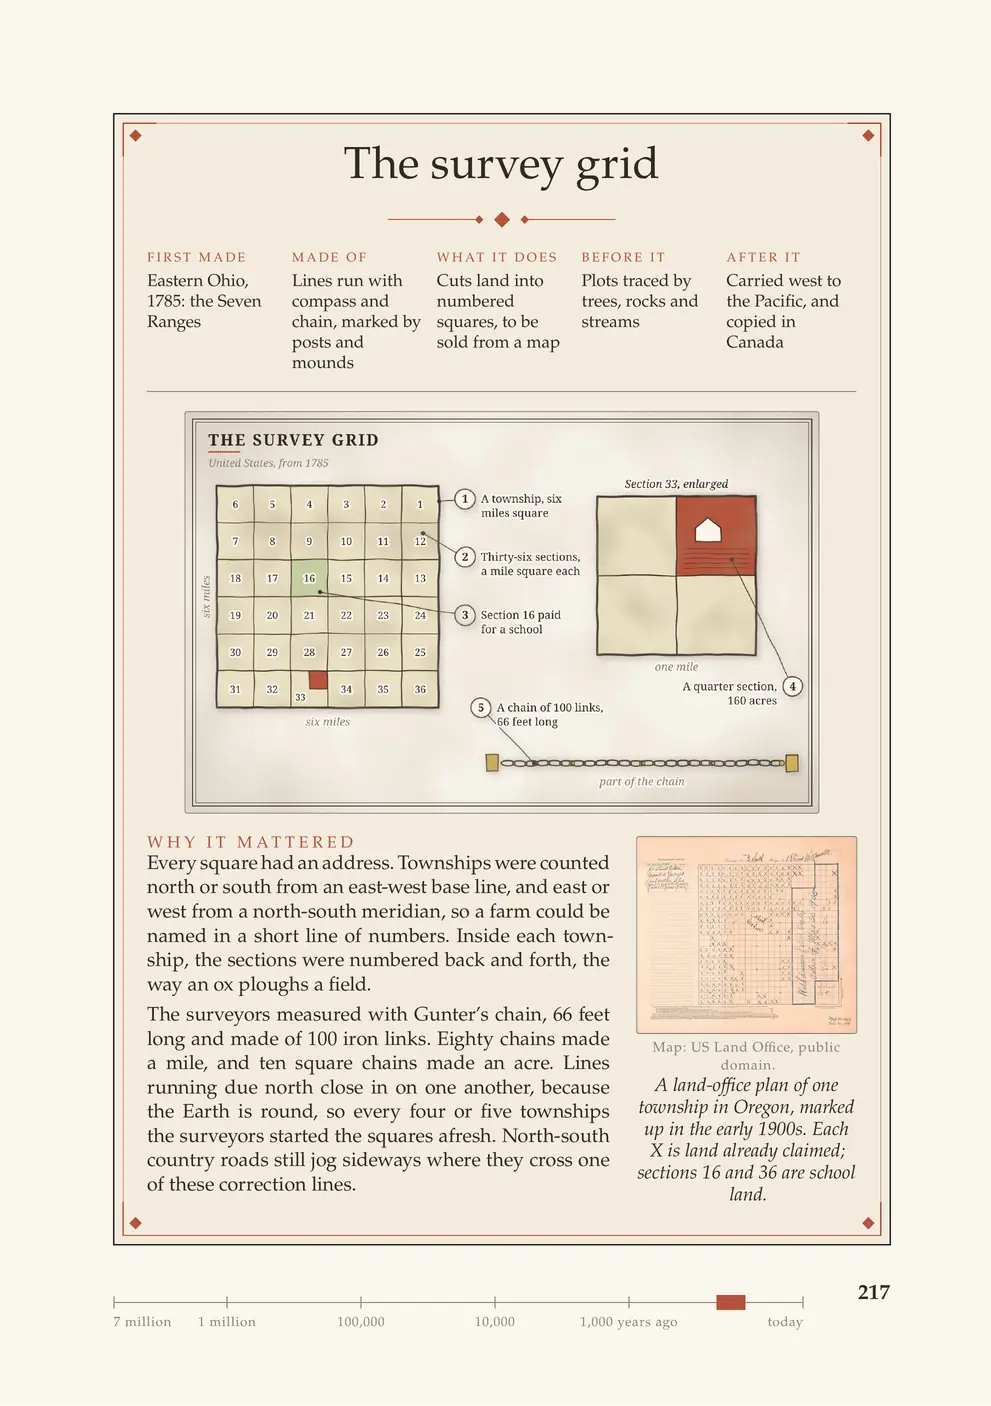 The survey grid
FIRST MADE
Eastern Ohio,
1785: the Seven
Ranges
MADE OF
Lines run with
compass and
chain, marked by
posts and
mounds
WHAT IT DOES
Cuts land into
numbered
squares, to be
sold from a map
BEFORE IT
Plots traced by
trees, rocks and
streams
AFTER IT
Carried west to
the Pacific, and
copied in
Canada
THE SURVEY GRID
United States, from 1785
6 5 4 3 2 1
7 8 9 10 11 12
18 17 16 15 14 13
19 20 21 22 23 24
30 29 28 27 26 25
31 32 33 34 35 36
six miles
six miles
1 A township, six
miles square
2 Thirty-six sections,
a mile square each
3 Section 16 paid
for a school
Section 33, enlarged
one mile
A quarter section, 4
160 acres
5 A chain of 100 links,
66 feet long
part of the chain
WHY IT MATTERED
Every square had an address. Townships were counted
north or south from an east-west base line, and east or
west from a north-south meridian, so a farm could be
named in a short line of numbers. Inside each town-
ship, the sections were numbered back and forth, the
way an ox ploughs a field.
The surveyors measured with Gunter's chain, 66 feet
long and made of 100 iron links. Eighty chains made
a mile, and ten square chains made an acre. Lines
running due north close in on one another, because
the Earth is round, so every four or five townships
the surveyors started the squares afresh. North-south
country roads still jog sideways where they cross one
of these correction lines.
Map: US Land Office, public
domain.
A land-office plan of one
township in Oregon, marked
up in the early 1900s. Each
X is land already claimed;
sections 16 and 36 are school
land.
217
7 million 1 million 100,000 10,000 1,000 years ago today